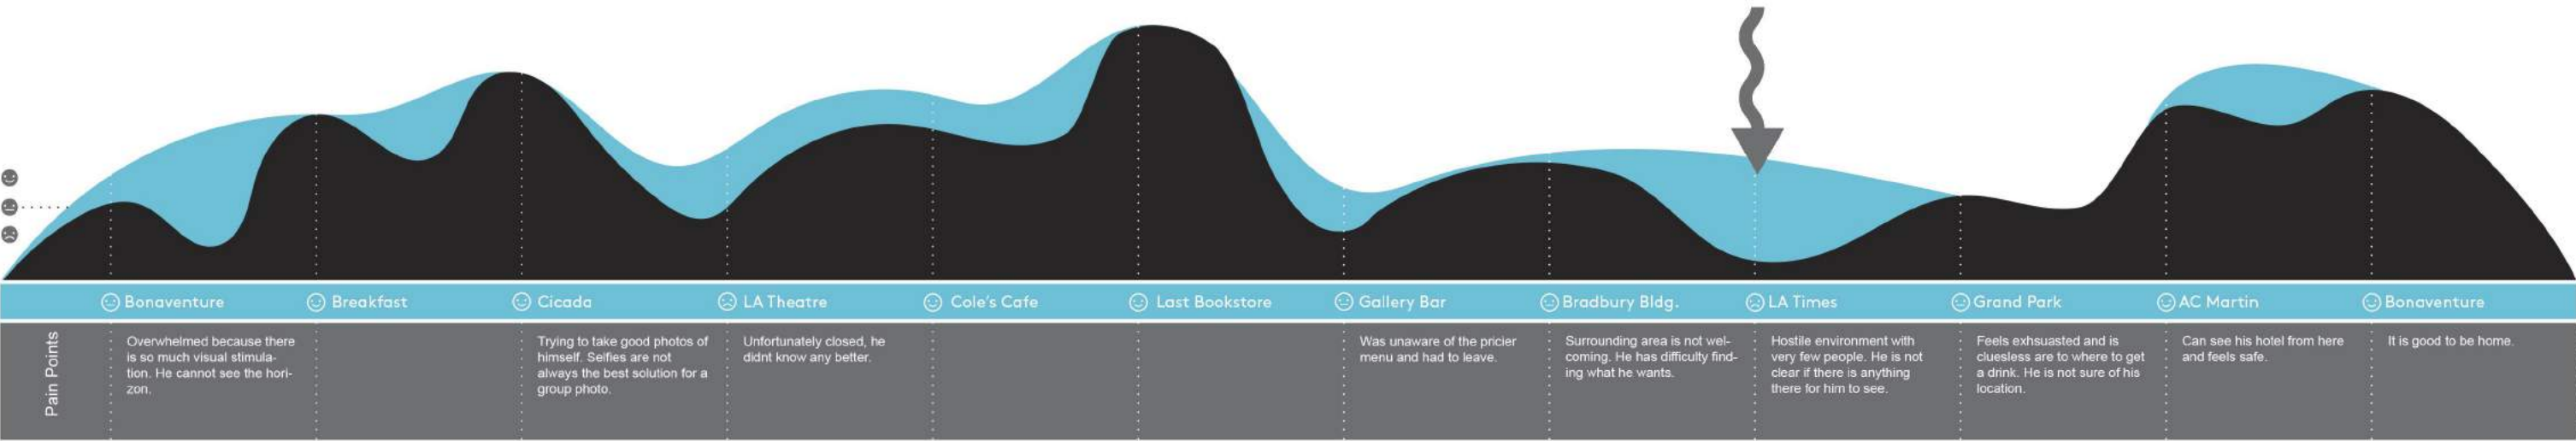 Bonaventure
Breakfast
Cicada
LA Theatre
Cole's Cafe
Last Bookstore
Gallery Bar
Bradbury Bldg.
LA Times
Grand Park
AC Martin
Bonaventure
Pain Points
Overwhelmed because there
is so much visual stimula-
tion. He cannot see the hori-
zon.
Trying to take good photos of
himself. Selfies are not
always the best solution for a
group photo.
Unfortunately closed, he
didnt know any better.
Was unaware of the pricier
menu and had to leave.
Surrounding area is not wel-
coming. He has difficulty find-
ing what he wants.
Hostile environment with
very few people. He is not
clear if there is anything
there for him to see.
Feels exhsuasted and is
cluesless are to where to get
a drink. He is not sure of his
location.
Can see his hotel from here
and feels safe.
It is good to be home.